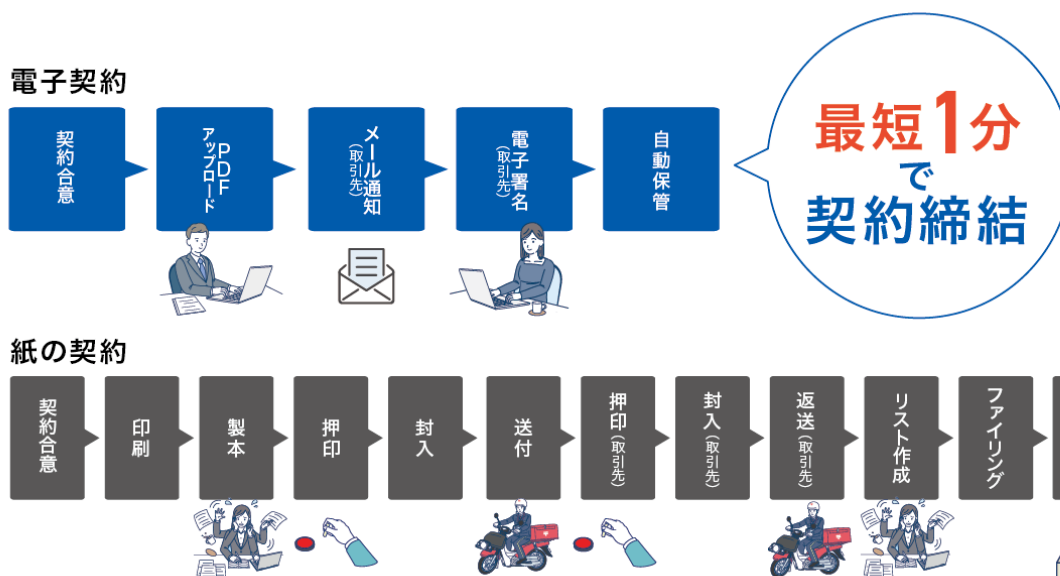 電子契約
契約合意
PDF
アップロード
メール通知
(取引先)
電子署名
(取引先)
自動保管
最短1分
で
契約締結
紙の契約
契約合意
印刷
製本
押印
封入
送付
押印(取引先)
封入(取引先)
返送(取引先)
リスト作成
ファイリング